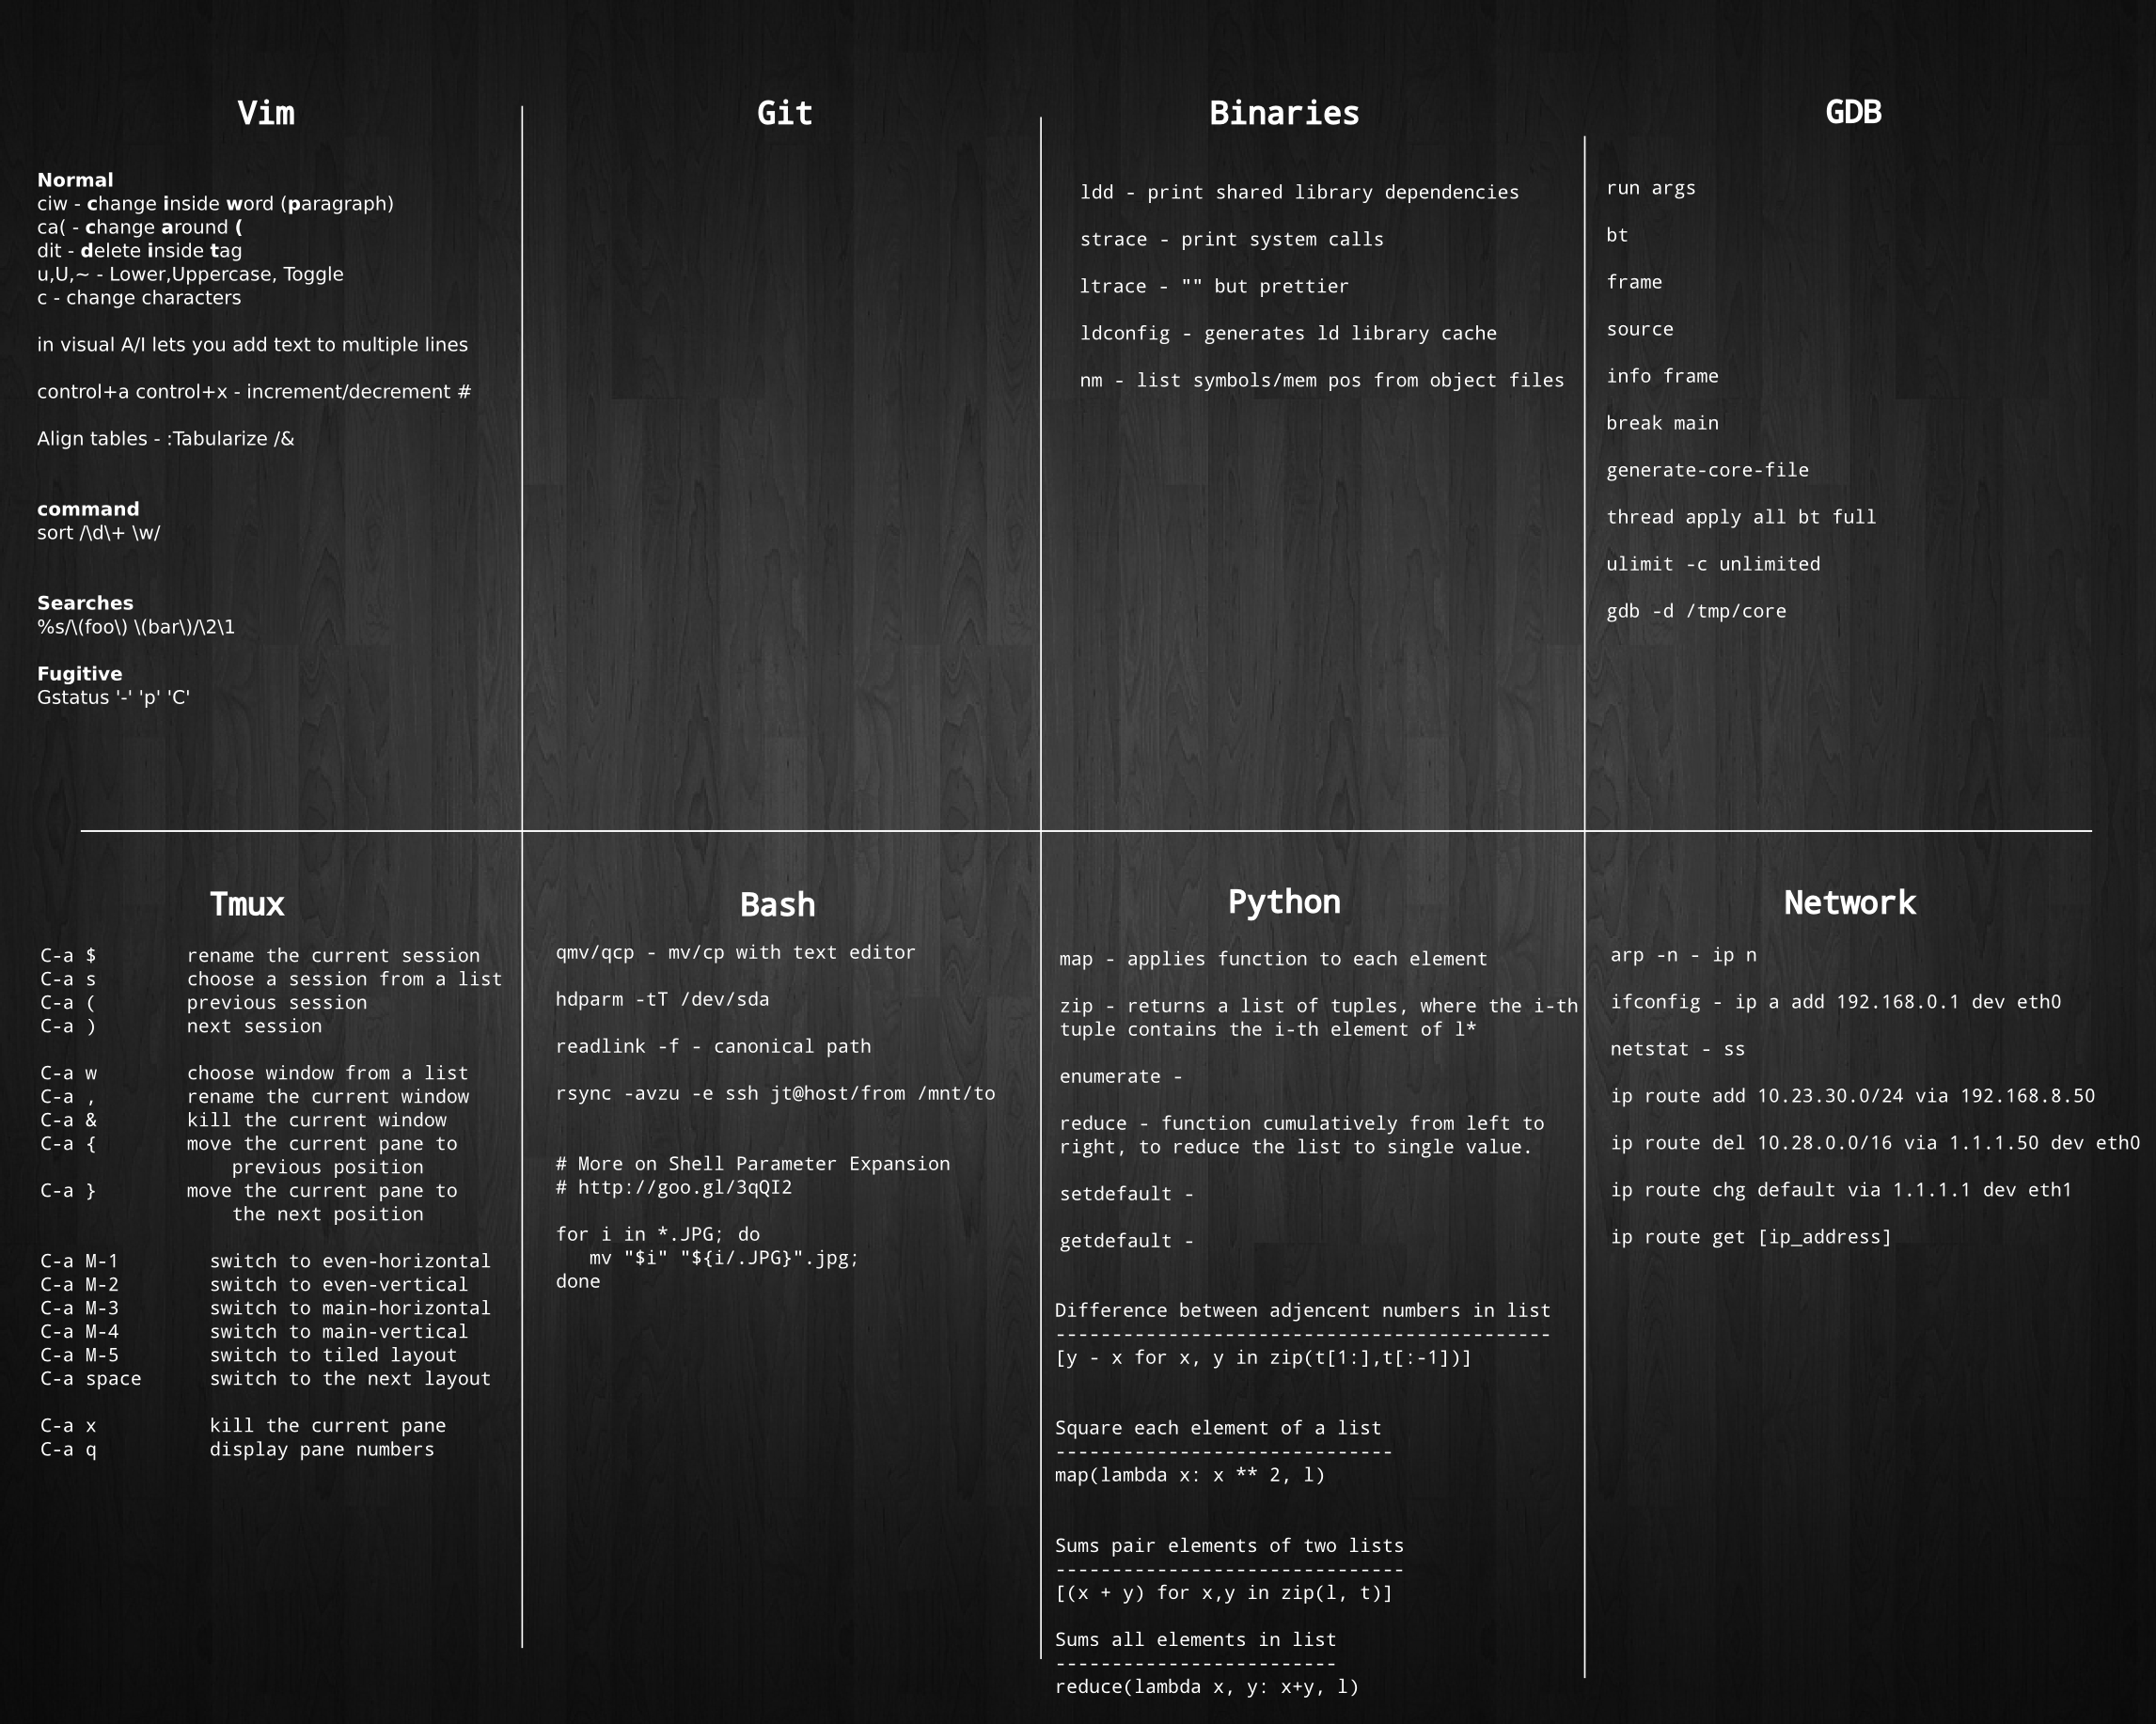 Vim
Normal
ciw - change inside word (paragraph)
ca( - change around (
dit - delete inside tag
u,U,~ - Lower,Uppercase, Toggle
c - change characters
in visual A/I lets you add text to multiple lines
control+a control+x - increment/decrement #
Align tables - :Tabularize /&
command
sort /\d\+ \w/
Searches
%s/\(foo\) \(bar\)/\2\1
Fugitive
Gstatus '-' 'p' 'C'
Git
Binaries
ldd - print shared library dependencies
strace - print system calls
ltrace - "" but prettier
ldconfig - generates ld library cache
nm - list symbols/mem pos from object files
GDB
run args
bt
frame
source
info frame
break main
generate-core-file
thread apply all bt full
ulimit -c unlimited
gdb -d /tmp/core
Tmux
C-a $ rename the current session
C-a s choose a session from a list
C-a ( previous session
C-a ) next session
C-a w choose window from a list
C-a , rename the current window
C-a & kill the current window
C-a { move the current pane to
previous position
C-a } move the current pane to
the next position
C-a M-1 switch to even-horizontal
C-a M-2 switch to even-vertical
C-a M-3 switch to main-horizontal
C-a M-4 switch to main-vertical
C-a M-5 switch to tiled layout
C-a space switch to the next layout
C-a x kill the current pane
C-a q display pane numbers
Bash
qmv/qcp - mv/cp with text editor
hdparm -tT /dev/sda
readlink -f - canonical path
rsync -avzu -e ssh jt@host/from /mnt/to
# More on Shell Parameter Expansion
# http://goo.gl/3qQI2
for i in *.JPG; do
mv "$i" "${i/.JPG}".jpg;
done
Python
map - applies function to each element
zip - returns a list of tuples, where the i-th
tuple contains the i-th element of l*
enumerate -
reduce - function cumulatively from left to
right, to reduce the list to single value.
setdefault -
getdefault -
Difference between adjencent numbers in list
--------------------------------------------
[y - x for x, y in zip(t[1:],t[:-1])]
Square each element of a list
------------------------------
map(lambda x: x ** 2, l)
Sums pair elements of two lists
-------------------------------
[(x + y) for x,y in zip(l, t)]
Sums all elements in list
-------------------------
reduce(lambda x, y: x+y, l)
Network
arp -n - ip n
ifconfig - ip a add 192.168.0.1 dev eth0
netstat - ss
ip route add 10.23.30.0/24 via 192.168.8.50
ip route del 10.28.0.0/16 via 1.1.1.50 dev eth0
ip route chg default via 1.1.1.1 dev eth1
ip route get [ip_address]